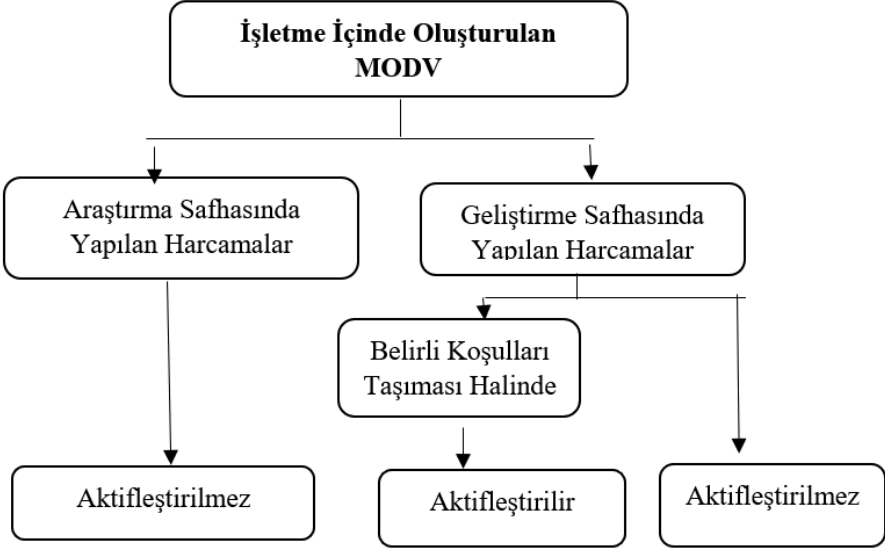 İşletme İçinde Oluşturulan
MODV
Araştırma Safhasında
Yapılan Harcamalar
Geliştirme Safhasında
Yapılan Harcamalar
Belirli Koşulları
Taşıması Halinde
Aktifleştirilmez
Aktifleştirilir
Aktifleştirilmez